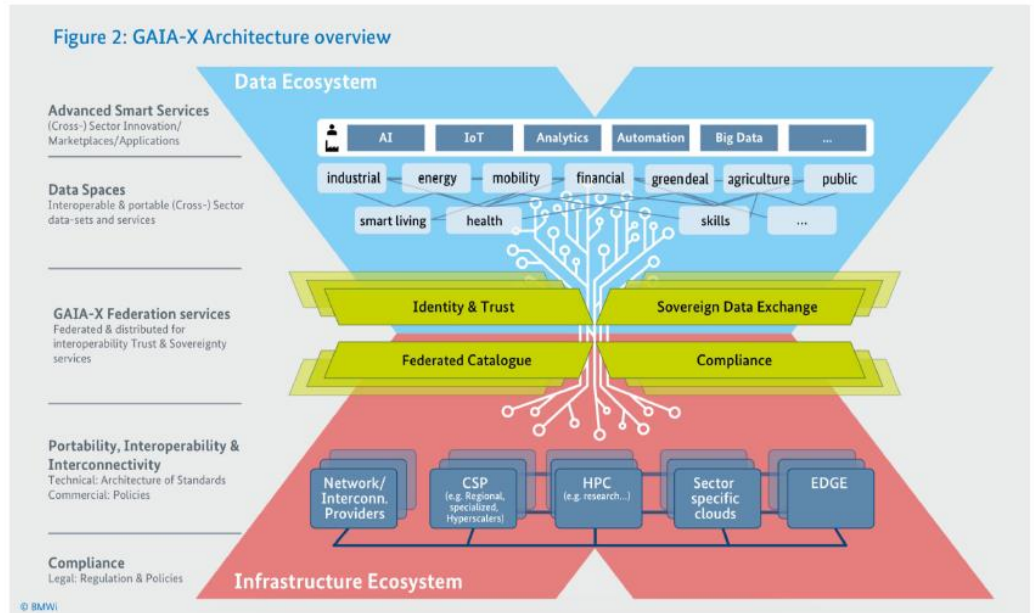 Figure 2: GAIA-X Architecture overview
Data Ecosystem
Advanced Smart Services
(Cross-) Sector Innovation/
Marketplaces/Applications
AI
IoT
Analytics
Automation
Big Data
...
Data Spaces
Interoperable & portable (Cross-) Sector
data-sets and services
industrial
energy
mobility
financial
green deal
agriculture
public
smart living
health
skills
...
GAIA-X Federation services
Federated & distributed for
interoperability Trust & Sovereignty
services
Identity & Trust
Sovereign Data Exchange
Federated Catalogue
Compliance
Portability, Interoperability &
Interconnectivity
Technical: Architecture of Standards
Commercial: Policies
Network/
Interconn.
Providers
CSP
(e.g. Regional,
specialized,
Hyperscalers)
HPC
(e.g. research...)
Sector
specific
clouds
EDGE
Compliance
Legal: Regulation & Policies
Infrastructure Ecosystem
© BMWi